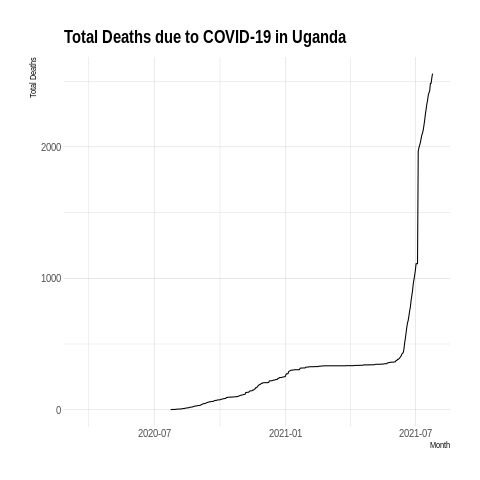 Total Deaths due to COVID-19 in Uganda
Total Deaths
2000
1000
0
2020-07
2021-01
2021-07
Month